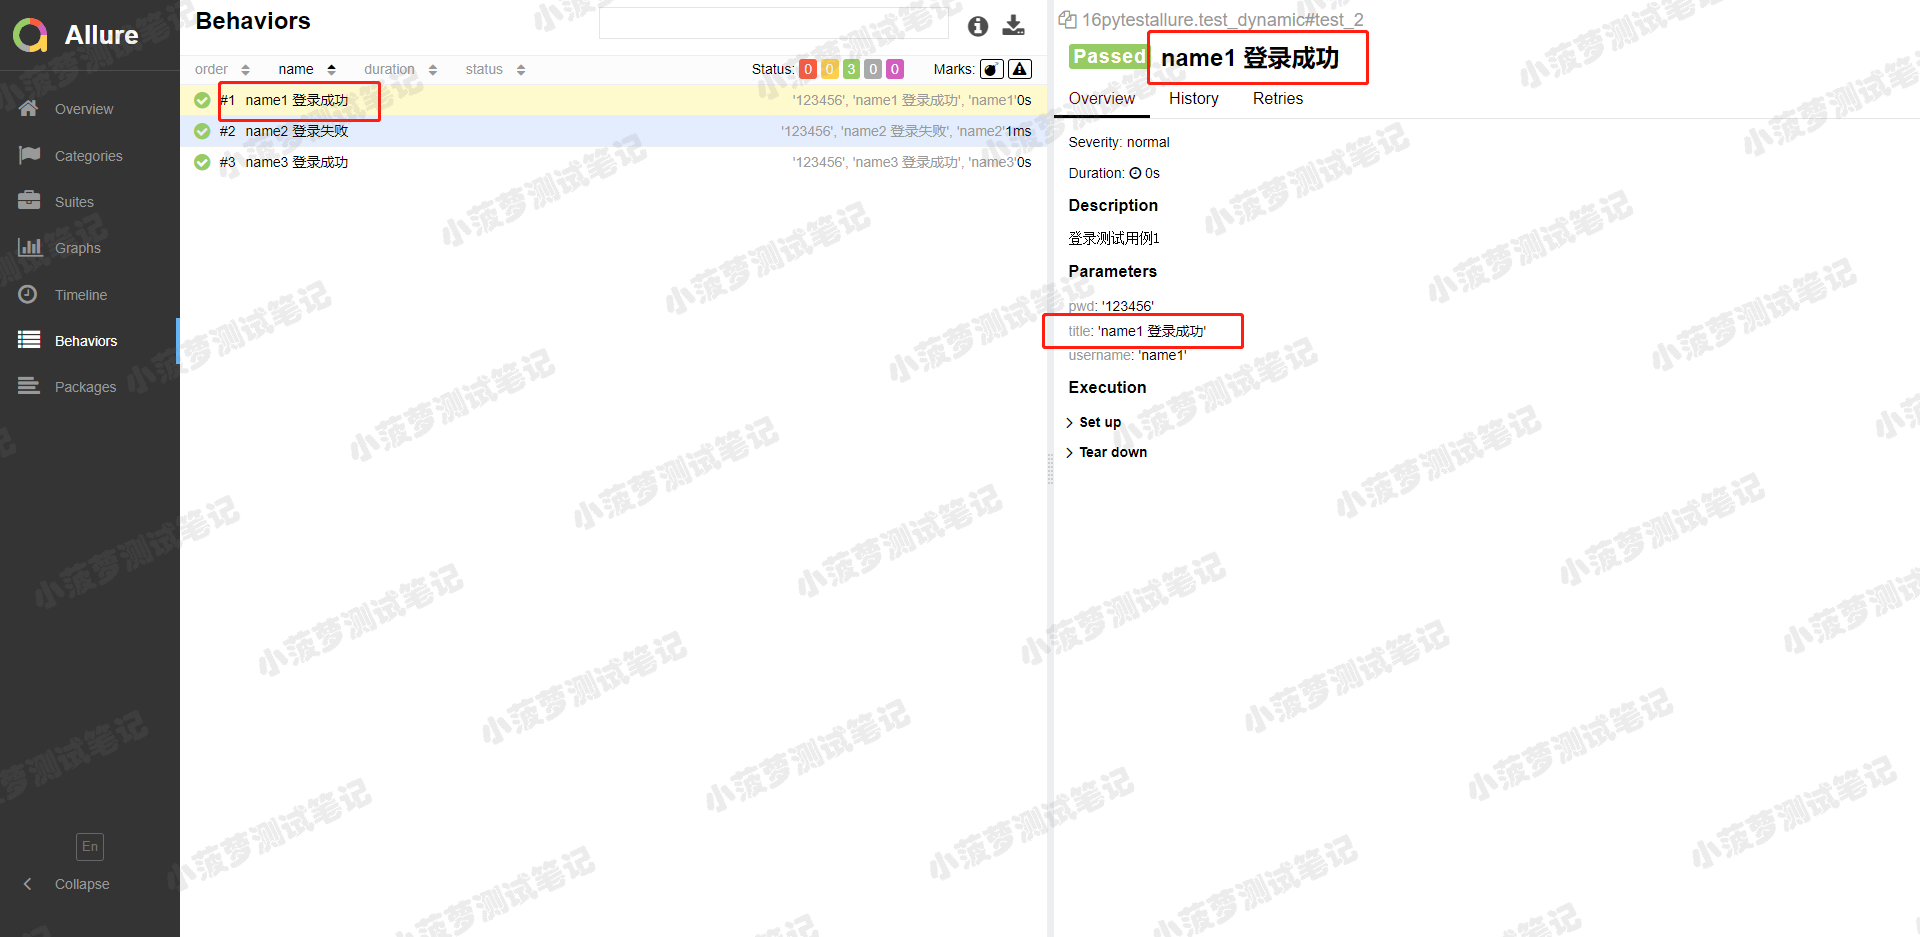 Allure
Overview
Categories
Suites
Graphs
Timeline
Behaviors
Packages
En
Collapse
Behaviors
order name duration status Status: 0 0 3 0 0 Marks:
#1 name1 登录成功 '123456', 'name1 登录成功', 'name1' 0s
#2 name2 登录失败 '123456', 'name2 登录失败', 'name2' 1ms
#3 name3 登录成功 '123456', 'name3 登录成功', 'name3' 0s
16pytestallure.test_dynamic#test_2
Passed name1 登录成功
Overview History Retries
Severity: normal
Duration: 0s
Description
登录测试用例1
Parameters
pwd: '123456'
title: 'name1 登录成功'
username: 'name1'
Execution
Set up
Tear down
小菠萝测试笔记